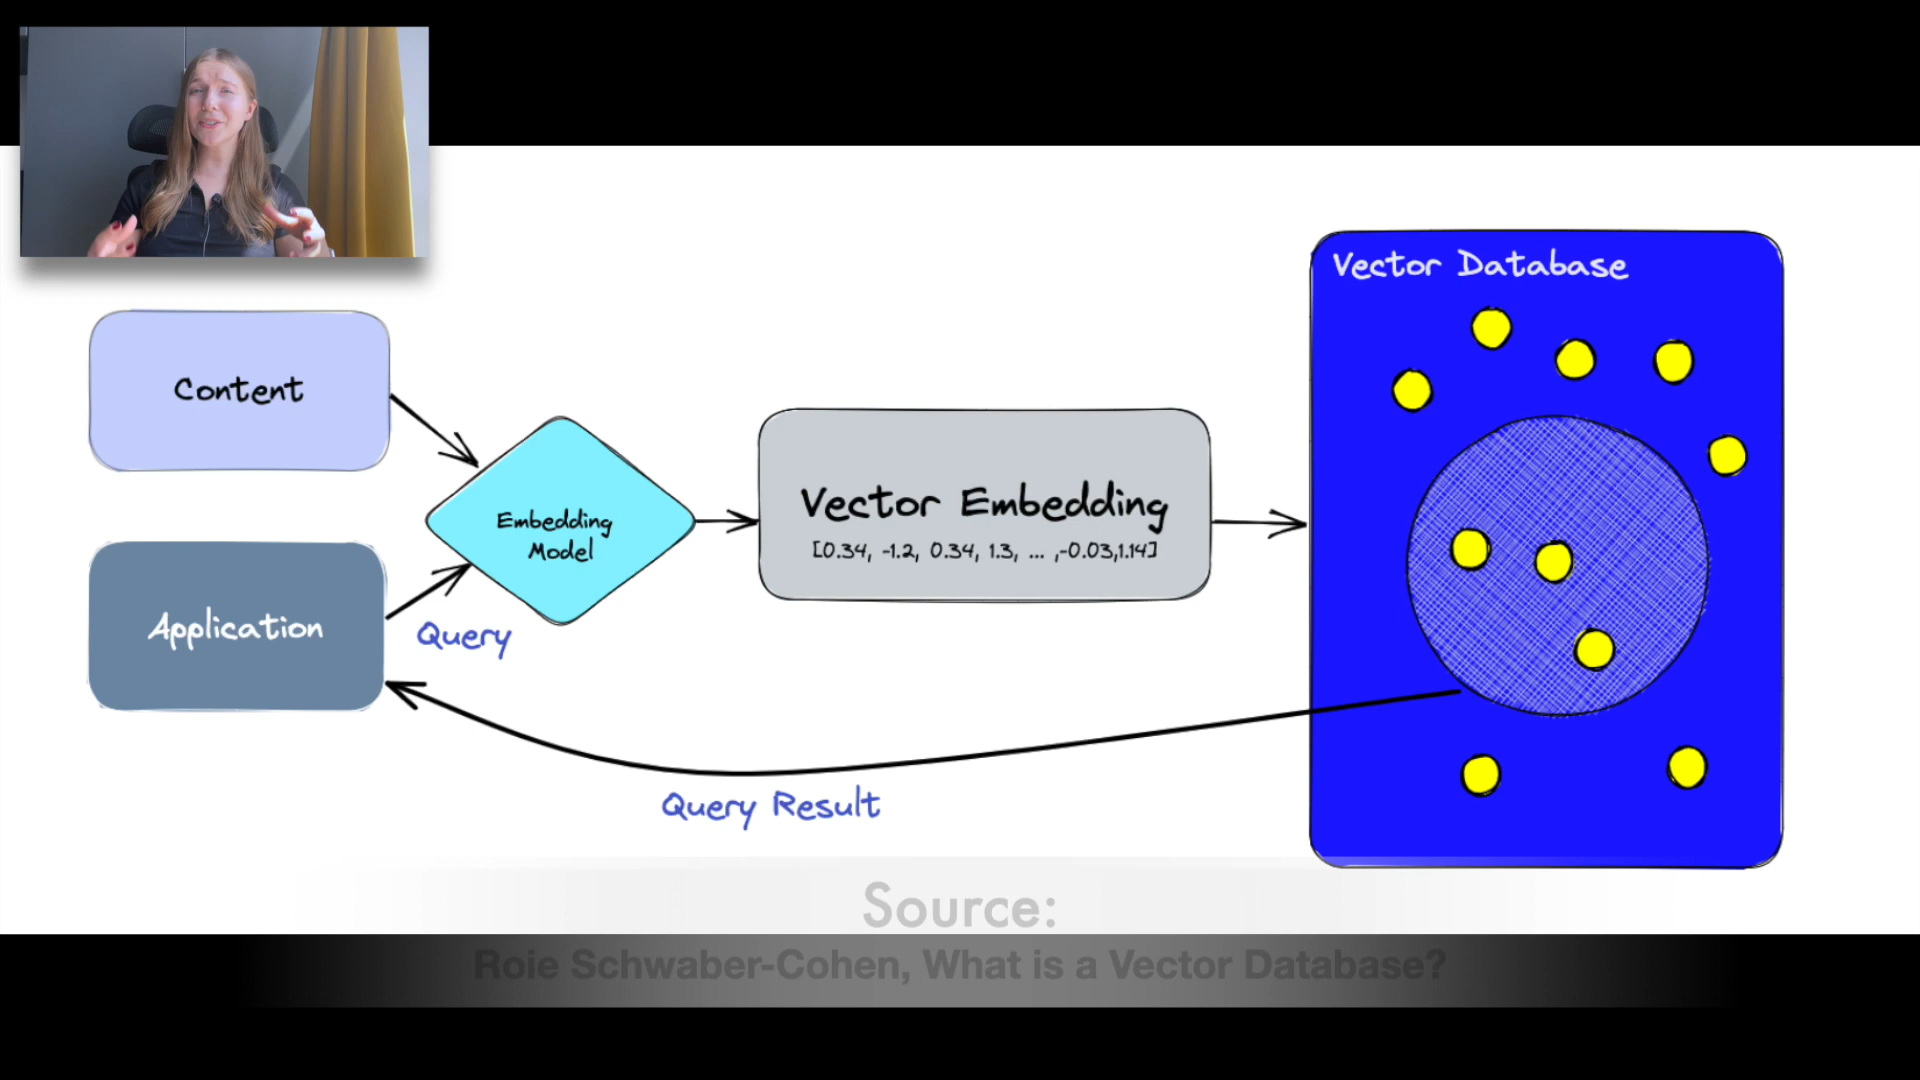 Vector Database
Content
Embedding
Model
Vector Embedding
[0.34, -1.2, 0.34, 1.3, ... ,-0.03,1.14]
Application
Query
Query Result
Source:
Roie Schwaber-Cohen, What is a Vector Database?